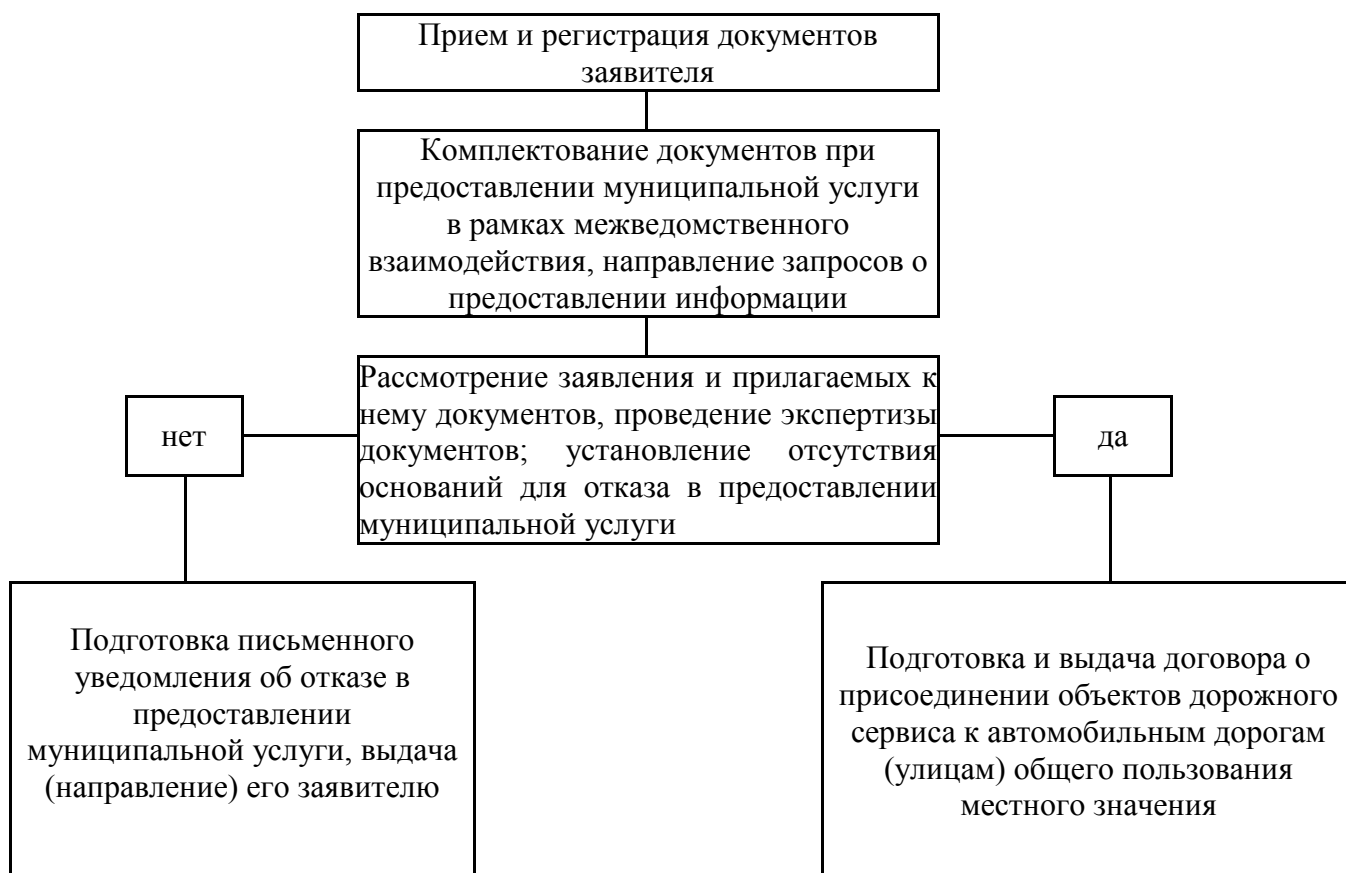 Прием и регистрация документов
заявителя
Комплектование документов при
предоставлении муниципальной услуги
в рамках межведомственного
взаимодействия, направление запросов о
предоставлении информации
Рассмотрение заявления и прилагаемых к
нему документов, проведение экспертизы
документов; установление отсутствия
оснований для отказа в предоставлении
муниципальной услуги
нет
да
Подготовка письменного
уведомления об отказе в
предоставлении
муниципальной услуги, выдача
(направление) его заявителю
Подготовка и выдача договора о
присоединении объектов дорожного
сервиса к автомобильным дорогам
(улицам) общего пользования
местного значения